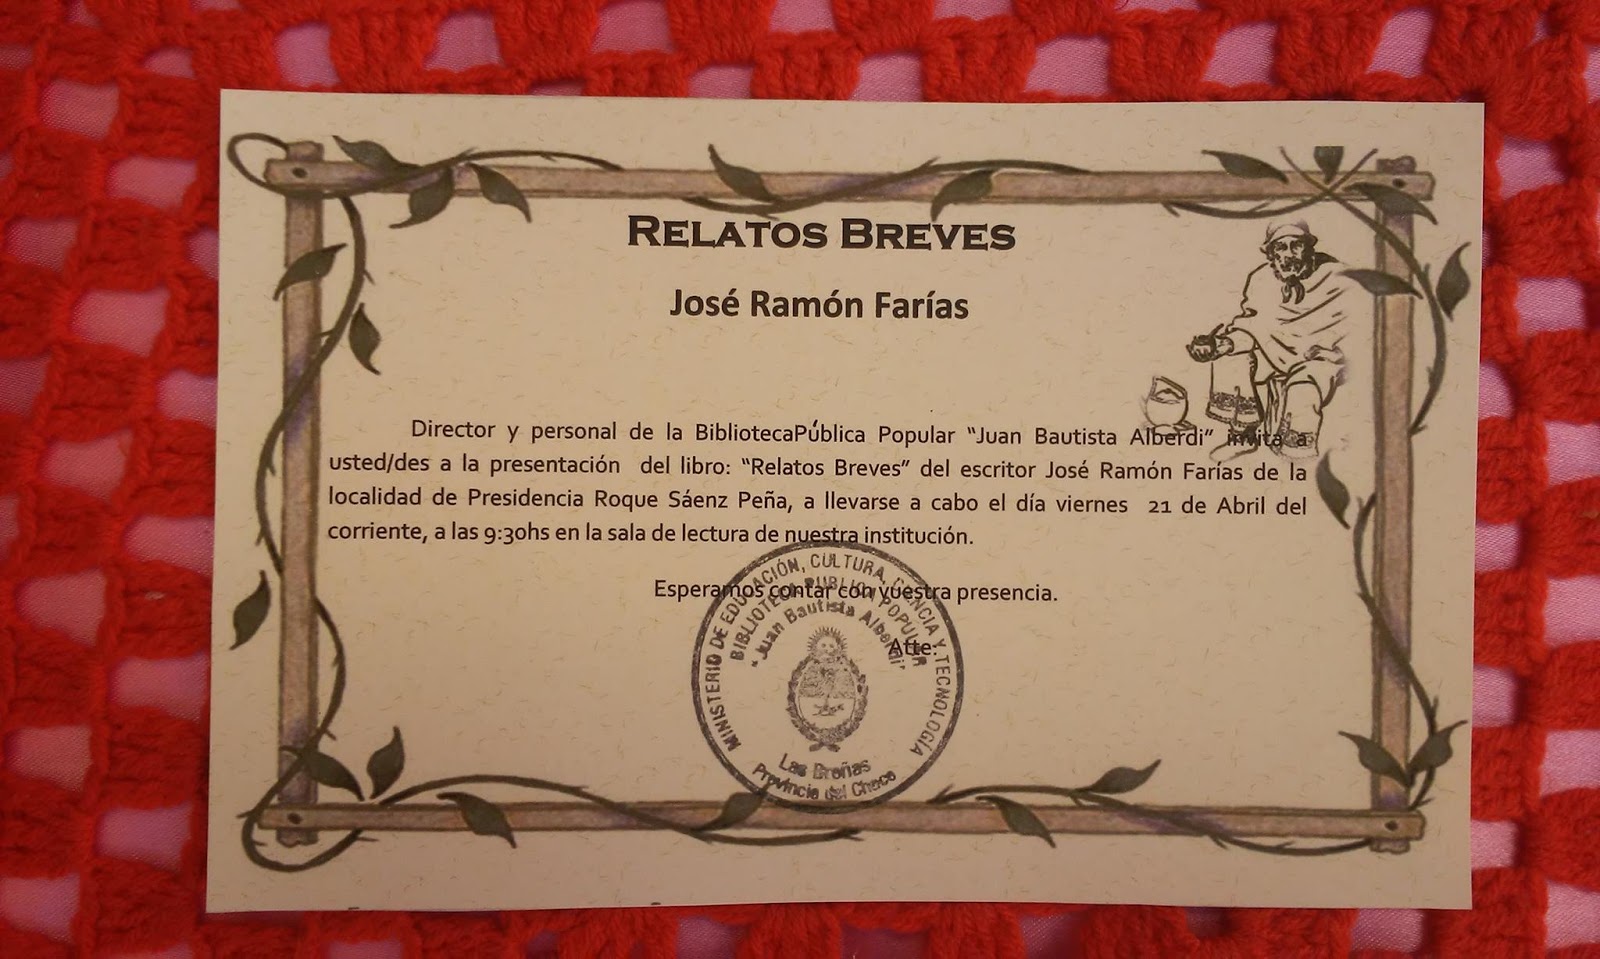 RELATOS BREVES
José Ramón Farías
Director y personal de la BibliotecaPública Popular “Juan Bautista Alberdi” invita a
usted/des a la presentación del libro: “Relatos Breves” del escritor José Ramón Farías de la
localidad de Presidencia Roque Sáenz Peña, a llevarse a cabo el día viernes 21 de Abril del
corriente, a las 9:30hs en la sala de lectura de nuestra institución.
Esperamos contar con vuestra presencia.
Atte:
MINISTERIO DE EDUCACIÓN, CULTURA, CIENCIA Y TECNOLOGÍA
BIBLIOTECA PUBLICA POPULAR
“Juan Bautista Alberdi”
Las Breñas
Provincia del Chaco